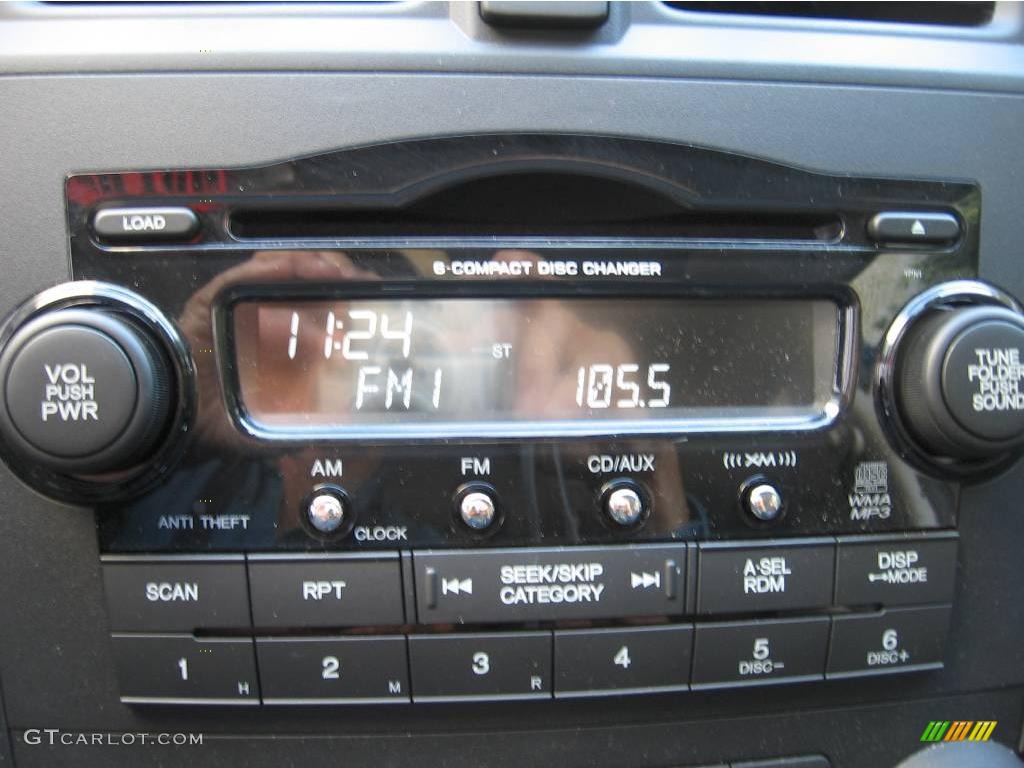 LOAD
6-COMPACT DISC CHANGER
11:24
ST
FM1 105.5
VOL
PUSH
PWR
TUNE
FOLDER
PUSH
SOUND
AM FM CD/AUX ((( XM )))
ANTI THEFT
CLOCK
WMA
MP3
SCAN
RPT
SEEK/SKIP
CATEGORY
A-SEL
RDM
DISP
MODE
1 H
2 M
3 R
4
5
DISC-
6
DISC+
GTCARLOT.COM